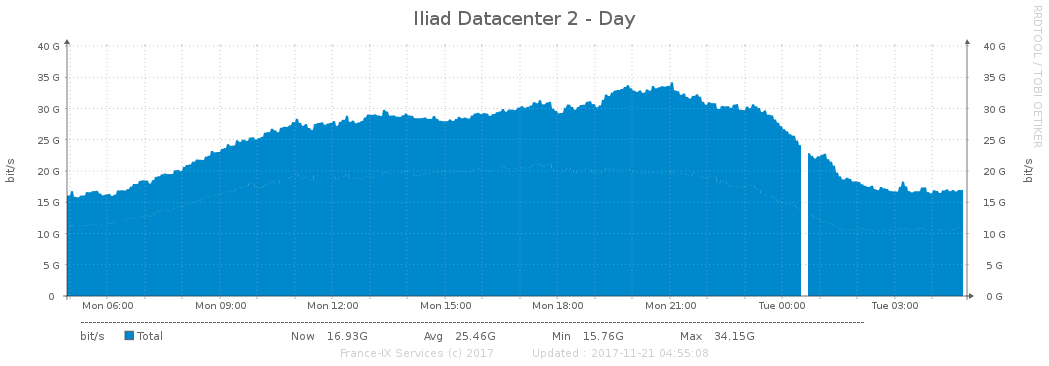 Iliad Datacenter 2 - Day
RRDTOOL / TOBI OETIKER
bit/s
40 G
35 G
30 G
25 G
20 G
15 G
10 G
5 G
0
40 G
35 G
30 G
25 G
20 G
15 G
10 G
5 G
0 G
bit/s
Mon 06:00 Mon 09:00 Mon 12:00 Mon 15:00 Mon 18:00 Mon 21:00 Tue 00:00 Tue 03:00
bit/s Total Now 16.93G Avg 25.46G Min 15.76G Max 34.15G
France-IX Services (c) 2017 Updated : 2017-11-21 04:55:08